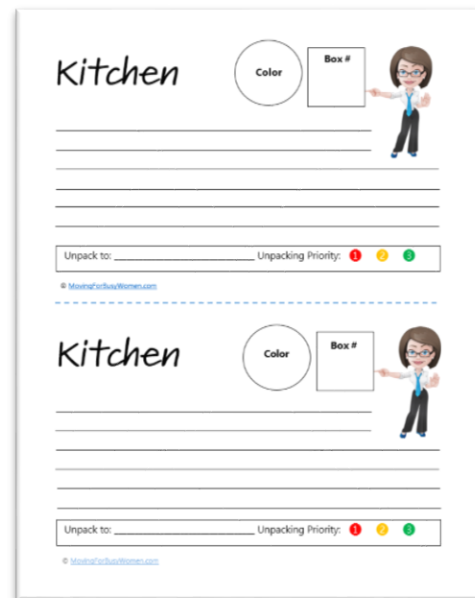 Kitchen
Color
Box #
Unpack to: Unpacking Priority: 1 2 3
© MovingForBusyWomen.com
Kitchen
Color
Box #
Unpack to: Unpacking Priority: 1 2 3
© MovingForBusyWomen.com